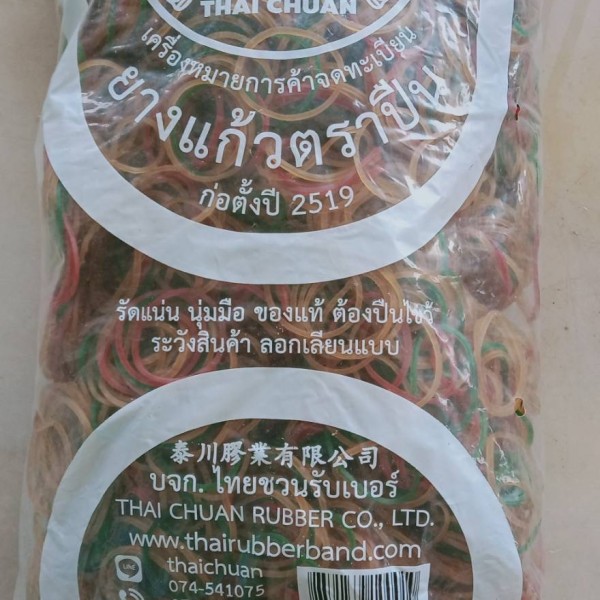 THAI CHUAN
เครื่องหมายการค้าจดทะเบียน
ยางแก้วตราปืน
ก่อตั้งปี 2519
รัดแน่น นุ่มมือ ของแท้ ต้องปืนไขว้
ระวังสินค้า ลอกเลียนแบบ
泰川膠業有限公司
บจก. ไทยชวนรับเบอร์
THAI CHUAN RUBBER CO., LTD.
www.thairubberband.com
LINE
thaichuan
074-541075